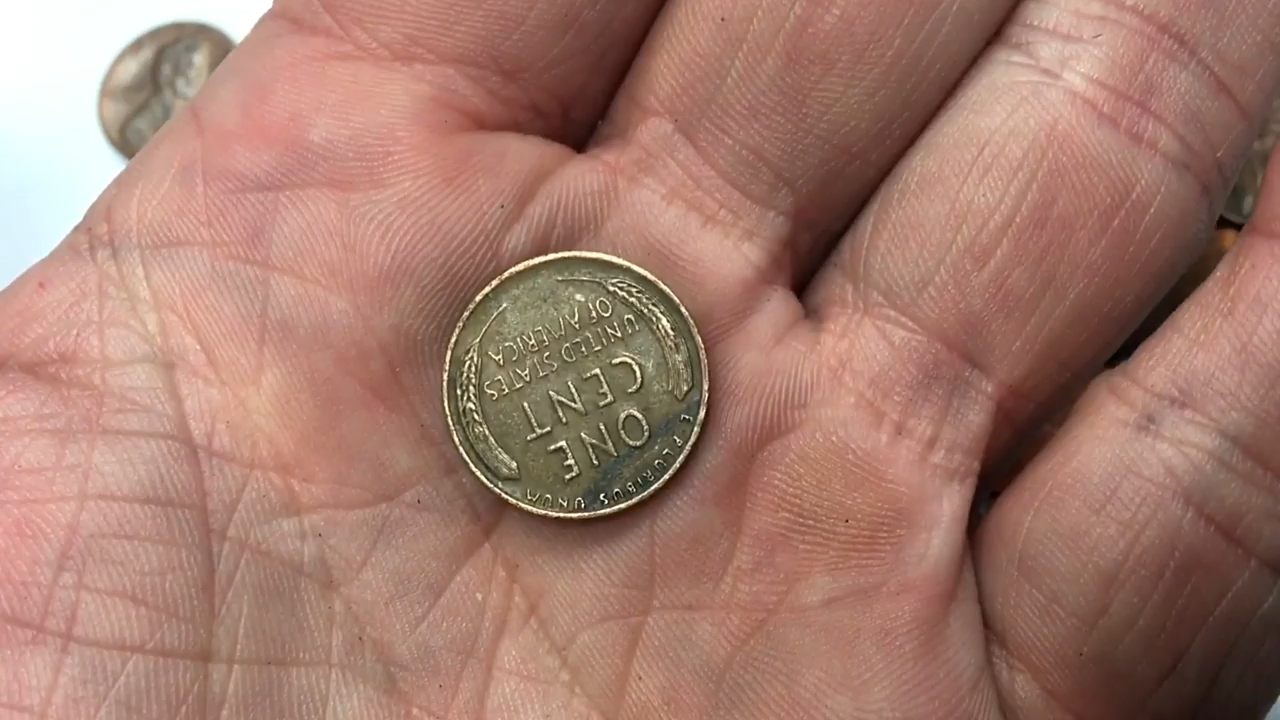 E · PLURIBUS · UNUM
ONE
CENT
UNITED STATES
OF AMERICA